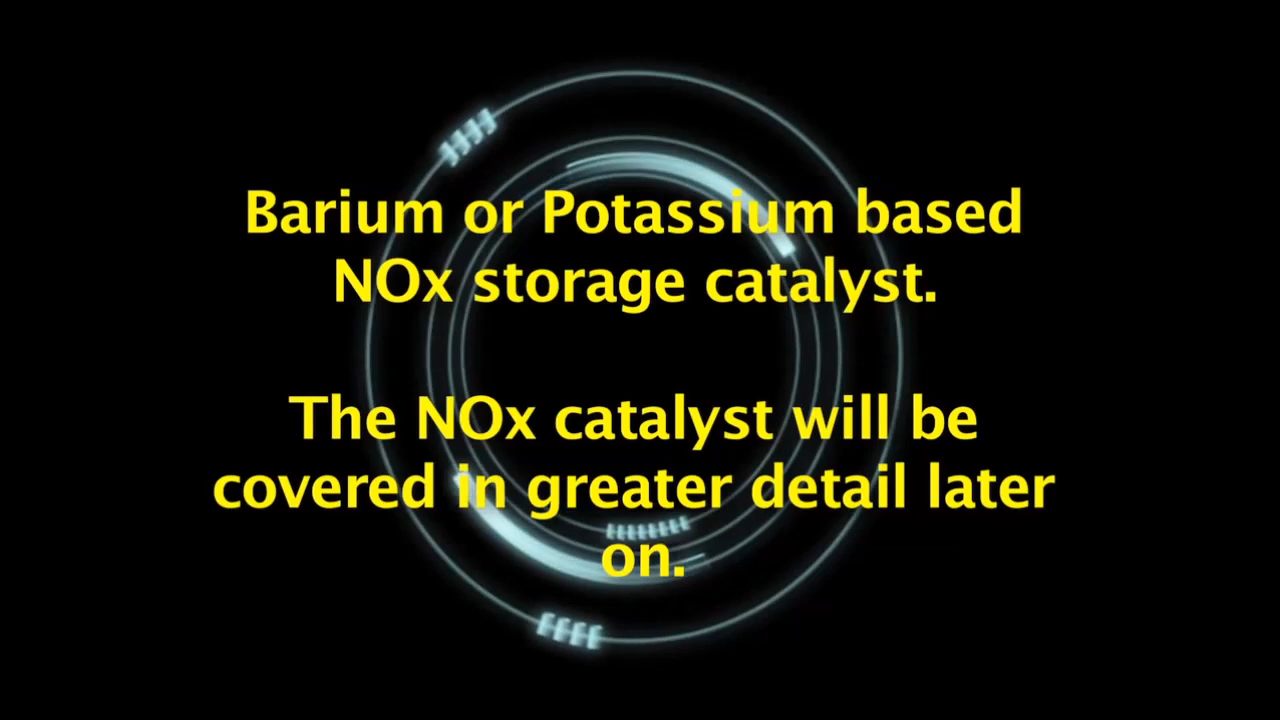 Barium or Potassium based
NOx storage catalyst.
The NOx catalyst will be
covered in greater detail later
on.